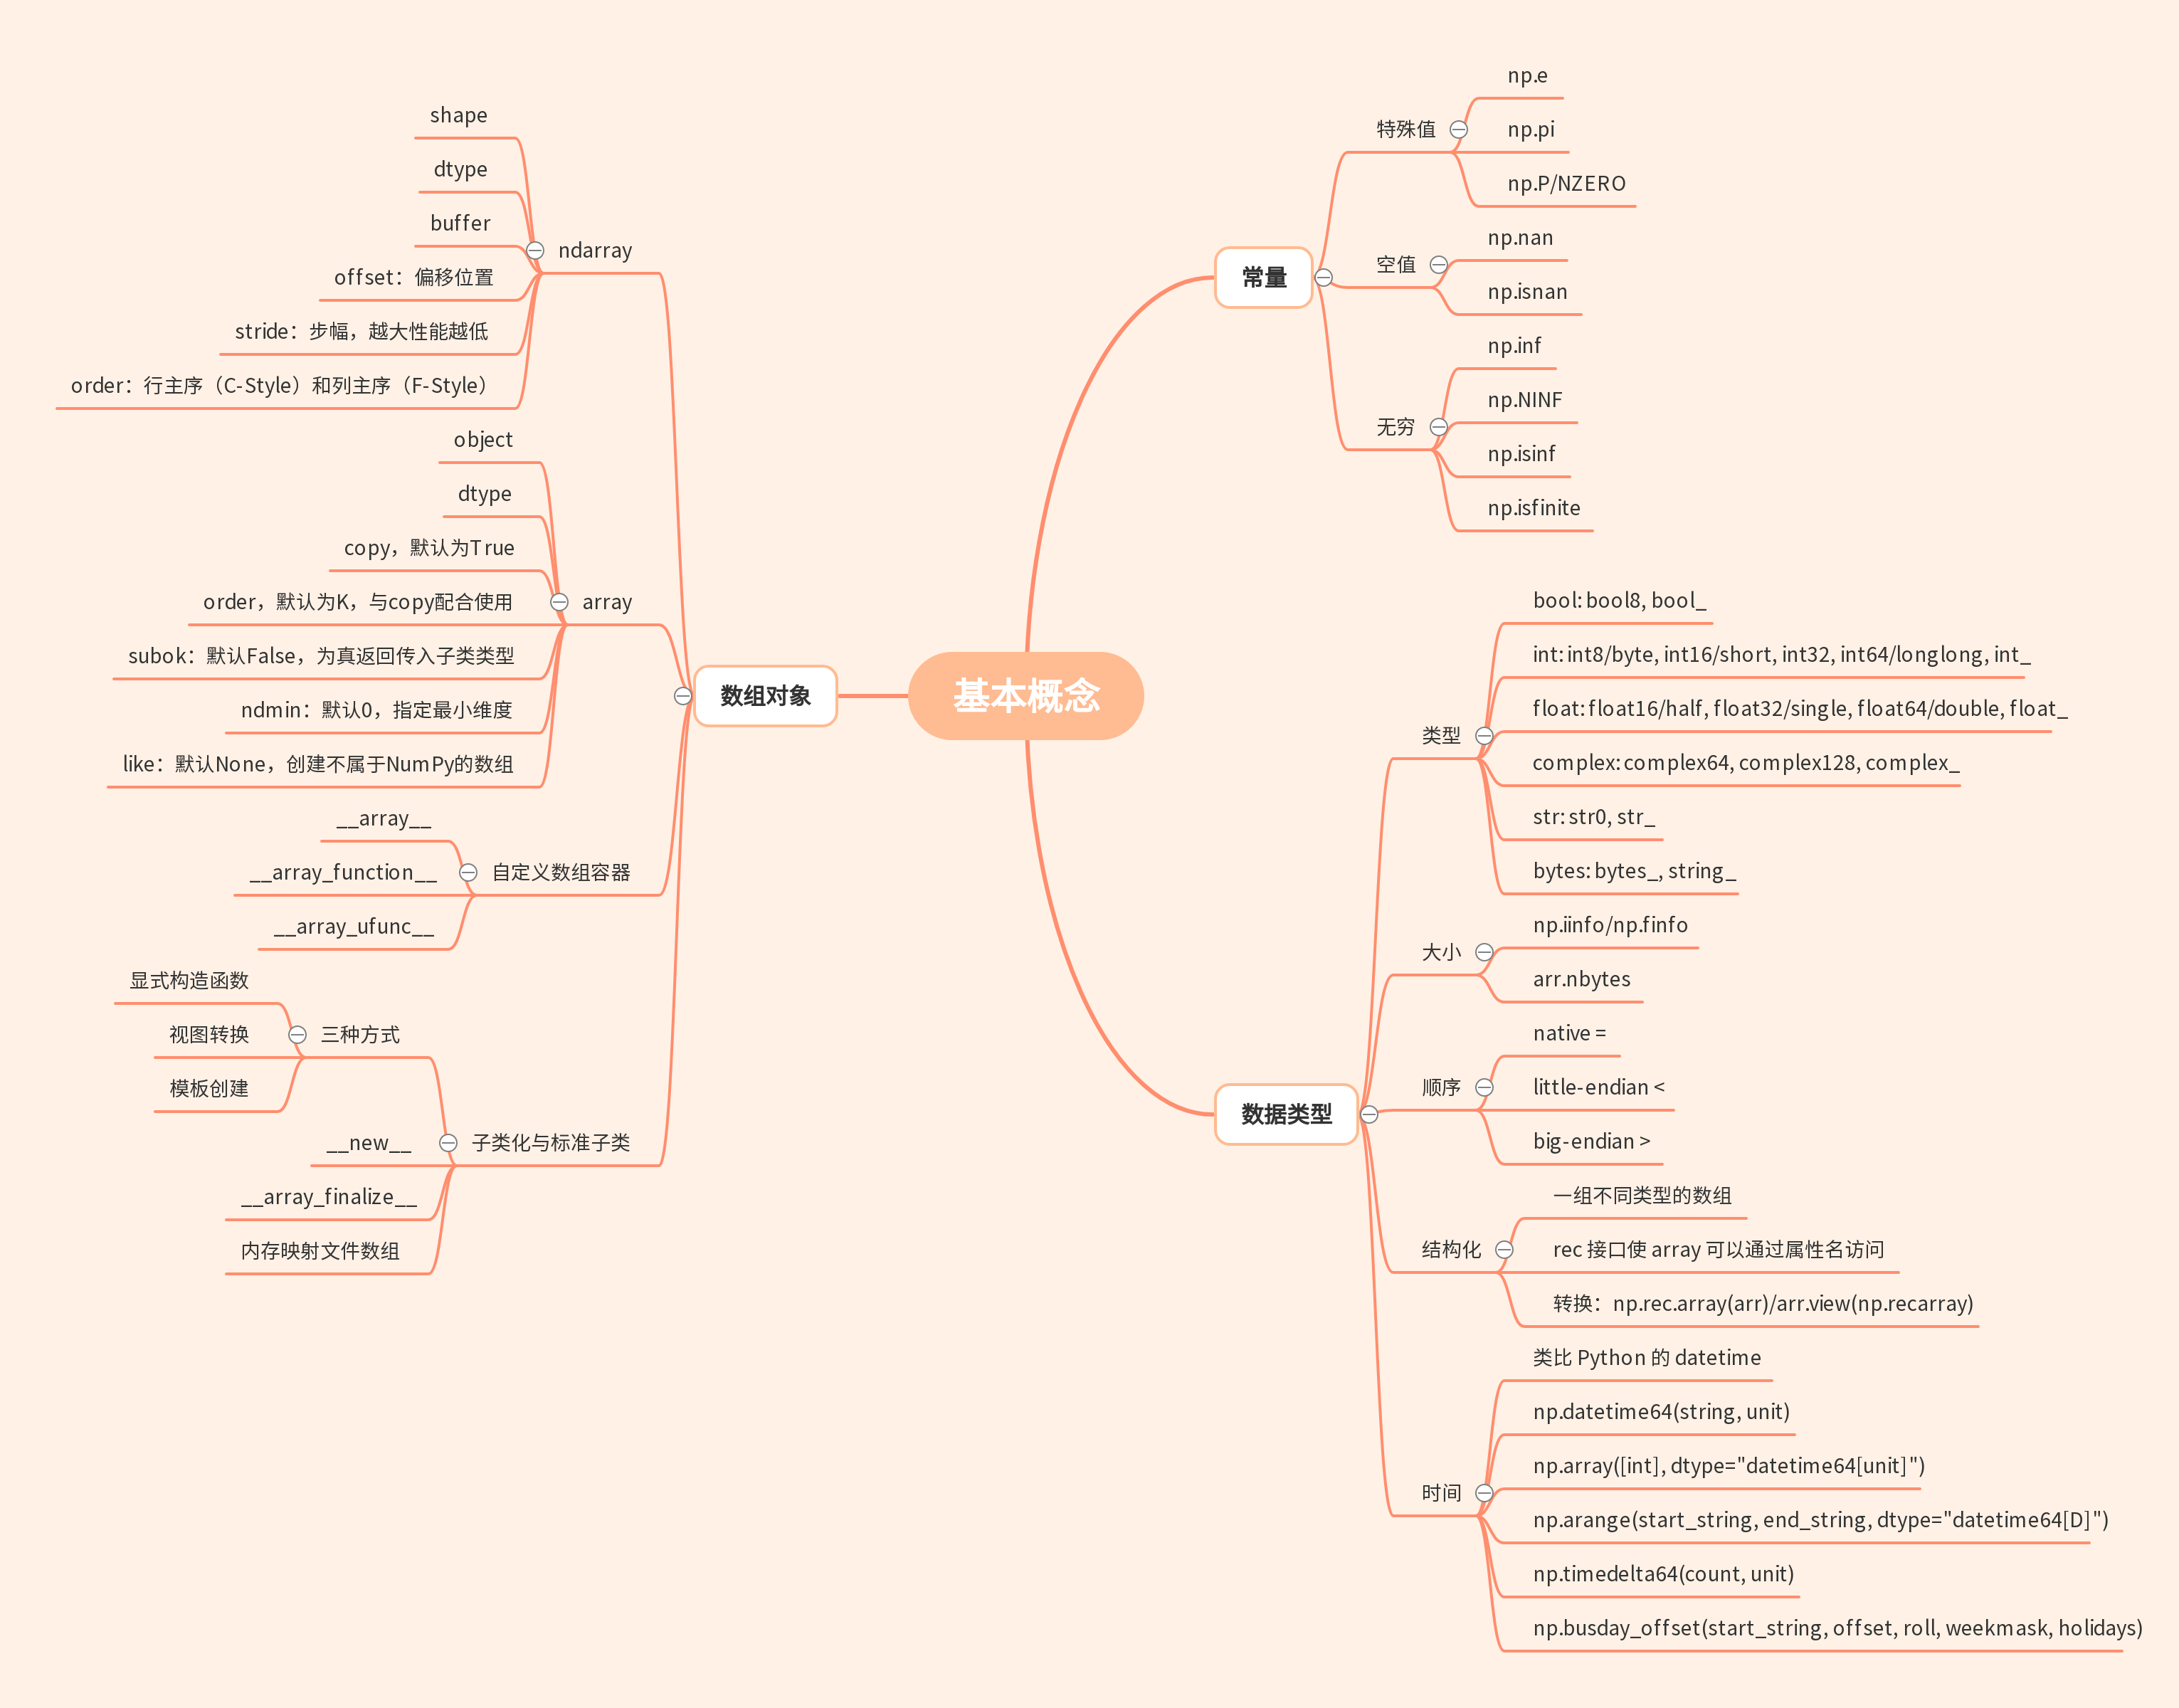 基本概念
常量
特殊值
np.e
np.pi
np.P/NZERO
空值
np.nan
np.isnan
无穷
np.inf
np.NINF
np.isinf
np.isfinite
数据类型
类型
bool: bool8, bool_
int: int8/byte, int16/short, int32, int64/longlong, int_
float: float16/half, float32/single, float64/double, float_
complex: complex64, complex128, complex_
str: str0, str_
bytes: bytes_, string_
大小
np.iinfo/np.finfo
arr.nbytes
顺序
native =
little-endian <
big-endian >
结构化
一组不同类型的数组
rec 接口使 array 可以通过属性名访问
转换：np.rec.array(arr)/arr.view(np.recarray)
时间
类比 Python 的 datetime
np.datetime64(string, unit)
np.array([int], dtype="datetime64[unit]")
np.arange(start_string, end_string, dtype="datetime64[D]")
np.timedelta64(count, unit)
np.busday_offset(start_string, offset, roll, weekmask, holidays)
数组对象
ndarray
shape
dtype
buffer
offset：偏移位置
stride：步幅，越大性能越低
order：行主序（C-Style）和列主序（F-Style）
array
object
dtype
copy，默认为True
order，默认为K，与copy配合使用
subok：默认False，为真返回传入子类类型
ndmin：默认0，指定最小维度
like：默认None，创建不属于NumPy的数组
自定义数组容器
__array__
__array_function__
__array_ufunc__
子类化与标准子类
三种方式
显式构造函数
视图转换
模板创建
__new__
__array_finalize__
内存映射文件数组